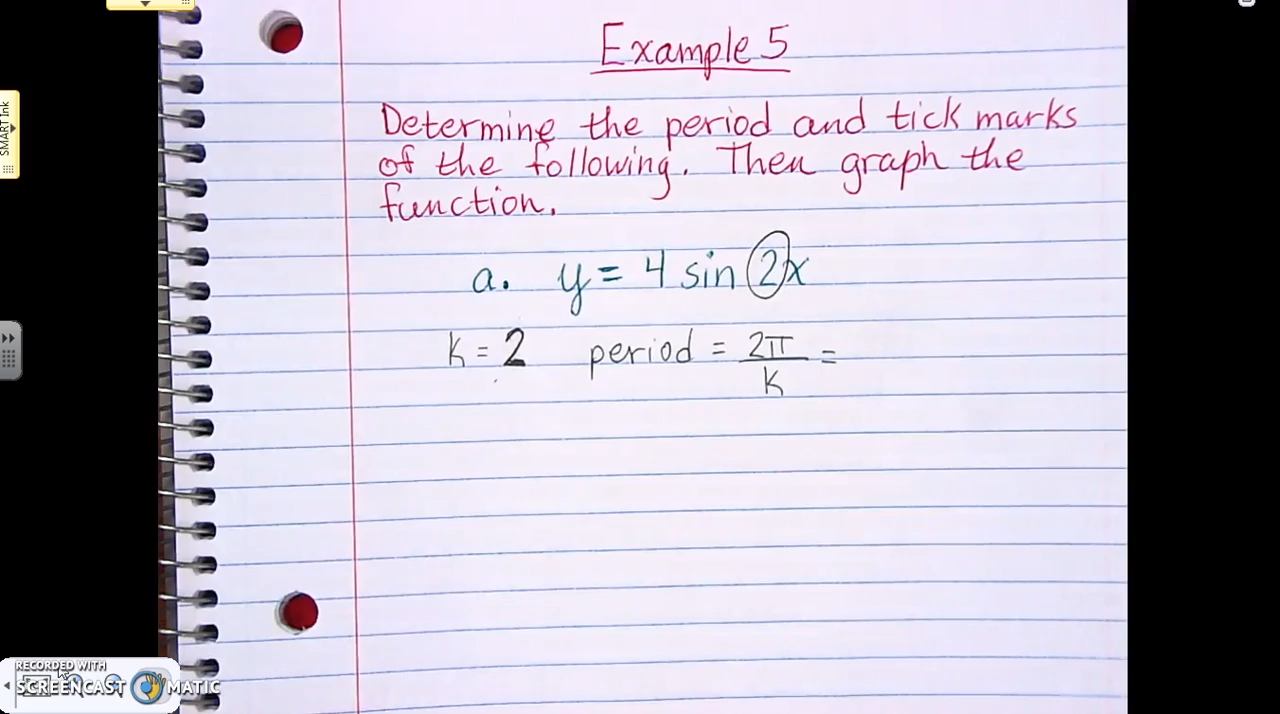 Example 5
Determine the period and tick marks
of the following. Then graph the
function.
a. y = 4 sin 2x
k = 2 period = 2π/k =
SMART Ink
RECORDED WITH
SCREENCAST MATIC